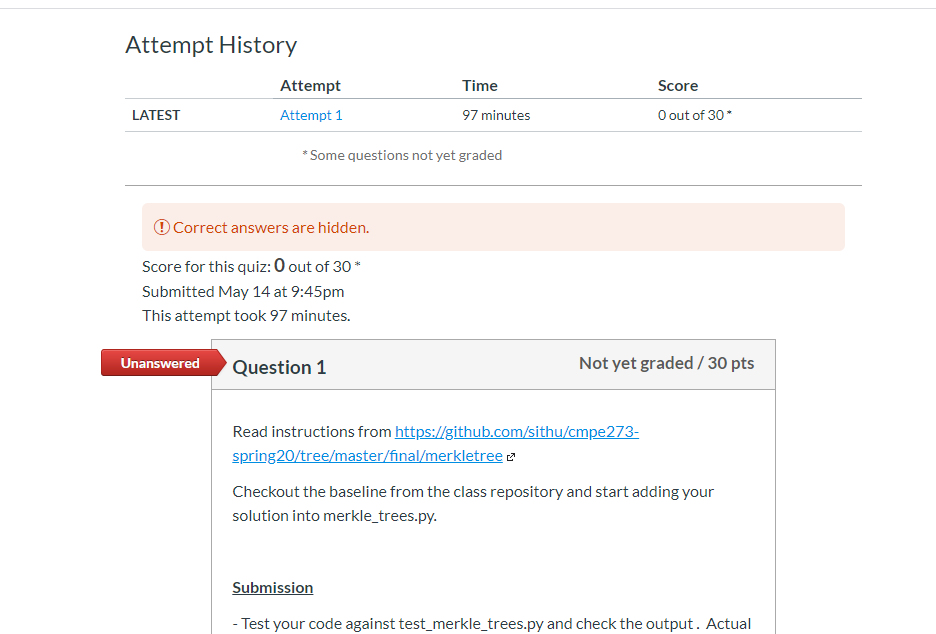 Attempt History
Attempt Time Score
LATEST Attempt 1 97 minutes 0 out of 30 *
* Some questions not yet graded
Correct answers are hidden.
Score for this quiz: 0 out of 30 *
Submitted May 14 at 9:45pm
This attempt took 97 minutes.
Unanswered
Question 1 Not yet graded / 30 pts
Read instructions from https://github.com/sithu/cmpe273-
spring20/tree/master/final/merkletree
Checkout the baseline from the class repository and start adding your
solution into merkle_trees.py.
Submission
- Test your code against test_merkle_trees.py and check the output . Actual